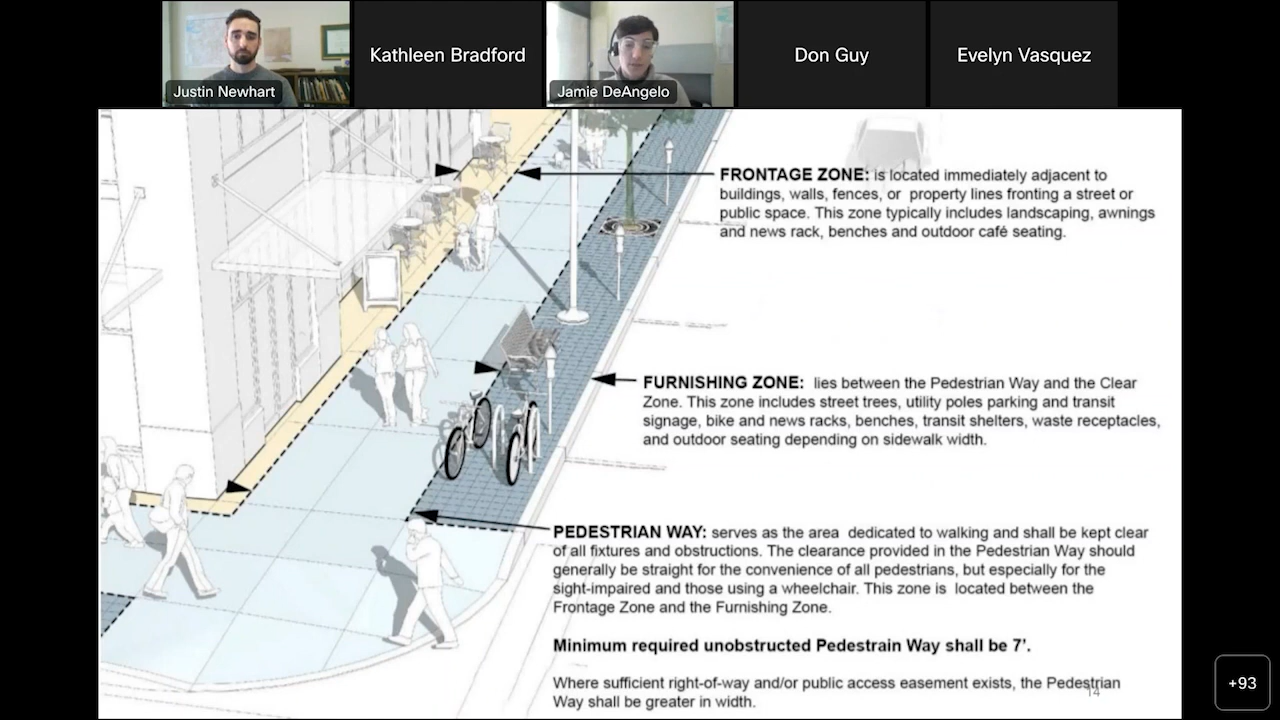 Justin Newhart
Kathleen Bradford
Jamie DeAngelo
Don Guy
Evelyn Vasquez
FRONTAGE ZONE: is located immediately adjacent to
buildings, walls, fences, or property lines fronting a street or
public space. This zone typically includes landscaping, awnings
and news rack, benches and outdoor café seating.
FURNISHING ZONE: lies between the Pedestrian Way and the Clear
Zone. This zone includes street trees, utility poles parking and transit
signage, bike and news racks, benches, transit shelters, waste receptacles,
and outdoor seating depending on sidewalk width.
PEDESTRIAN WAY: serves as the area dedicated to walking and shall be kept clear
of all fixtures and obstructions. The clearance provided in the Pedestrian Way should
generally be straight for the convenience of all pedestrians, but especially for the
sight-impaired and those using a wheelchair. This zone is located between the
Frontage Zone and the Furnishing Zone.
Minimum required unobstructed Pedestrain Way shall be 7'.
Where sufficient right-of-way and/or public access easement exists, the Pedestrian
Way shall be greater in width.
14
+93